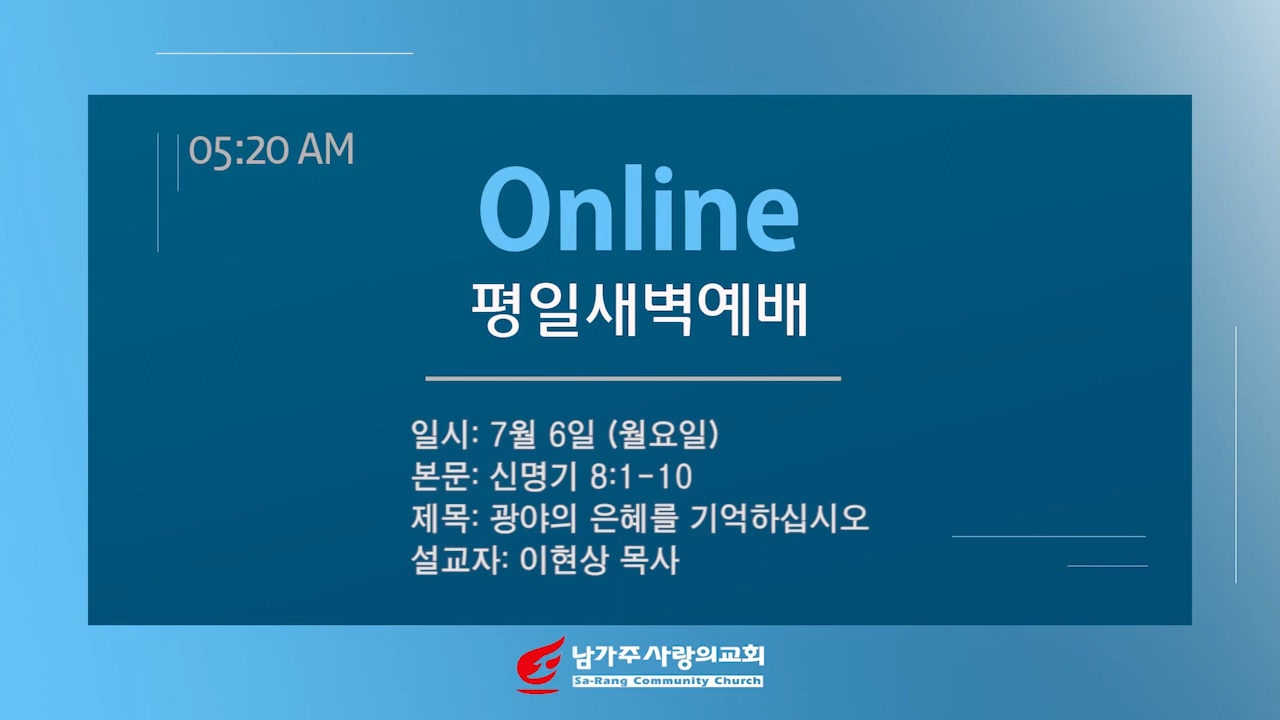 05:20 AM
Online
평일새벽예배
일시: 7월 6일 (월요일)
본문: 신명기 8:1-10
제목: 광야의 은혜를 기억하십시오
설교자: 이현상 목사
남가주사랑의교회
Sa-Rang Community Church